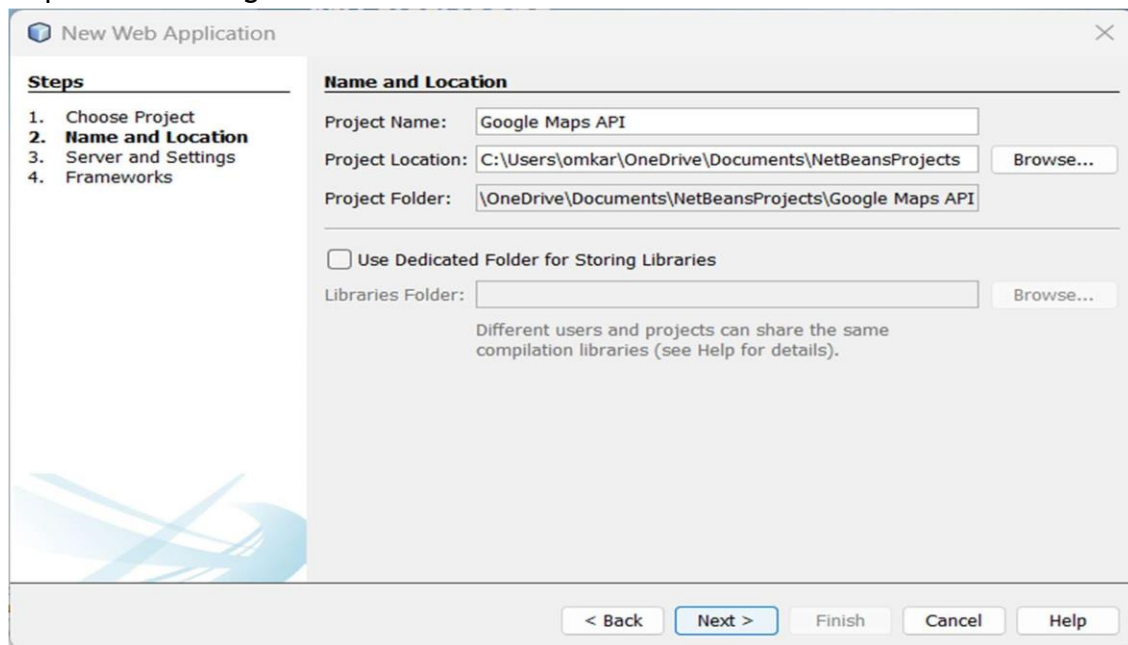 New Web Application
Steps
1. Choose Project
2. Name and Location
3. Server and Settings
4. Frameworks
Name and Location
Project Name: Google Maps API
Project Location: C:\Users\omkar\OneDrive\Documents\NetBeansProjects Browse...
Project Folder: \OneDrive\Documents\NetBeansProjects\Google Maps API
Use Dedicated Folder for Storing Libraries
Libraries Folder: Browse...
Different users and projects can share the same
compilation libraries (see Help for details).
< Back Next > Finish Cancel Help